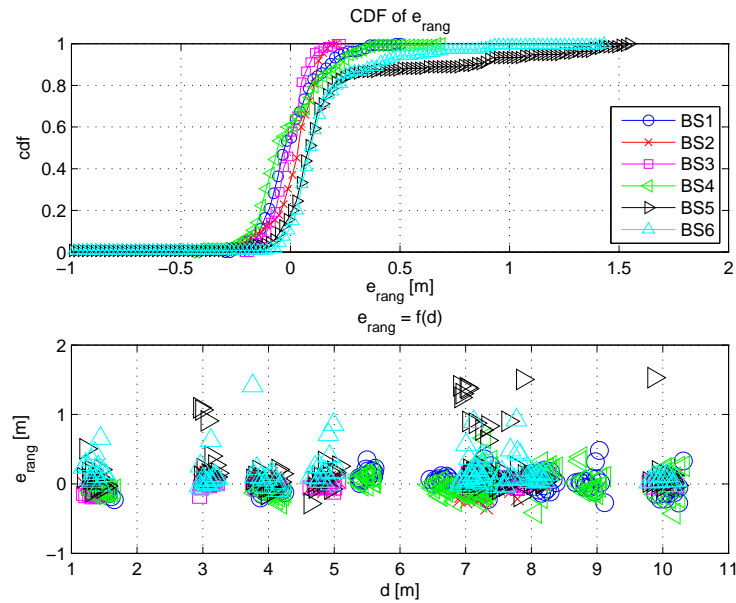 CDF of e_rang
1
0.8
0.6
0.4
0.2
0
cdf
−1
−0.5
0
0.5
1
1.5
2
e_rang [m]
BS1
BS2
BS3
BS4
BS5
BS6
e_rang = f(d)
2
1
0
−1
e_rang [m]
1
2
3
4
5
6
7
8
9
10
11
d [m]